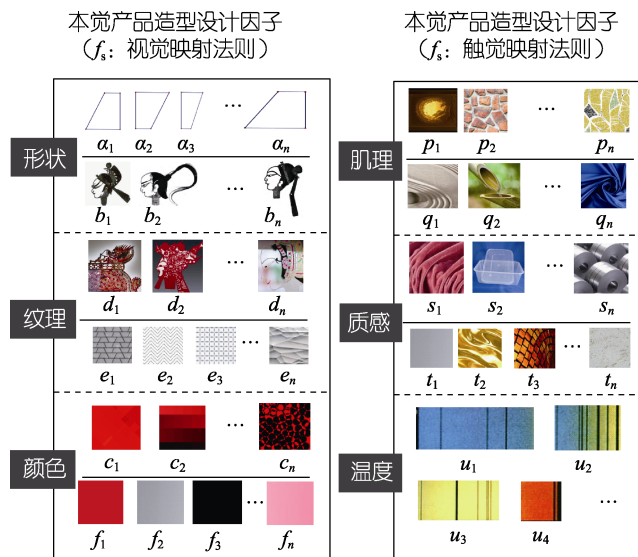 本觉产品造型设计因子
（fs：视觉映射法则）
形状
α1 α2 α3 … αn
b1 b2 … bn
纹理
d1 d2 … dn
e1 e2 e3 … en
颜色
c1 c2 … cn
f1 f2 f3 … fn
本觉产品造型设计因子
（fs：触觉映射法则）
肌理
p1 p2 … pn
q1 q2 … qn
质感
s1 s2 … sn
t1 t2 t3 … tn
温度
u1 u2
u3 u4 …